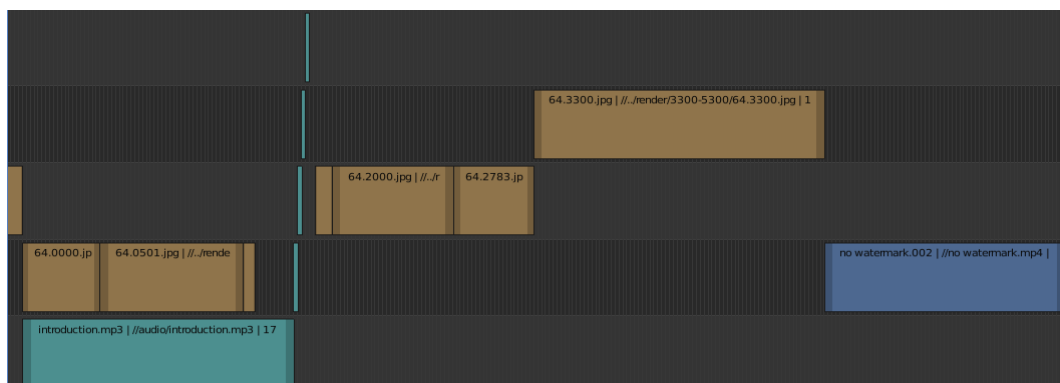 64.3300.jpg | //../render/3300-5300/64.3300.jpg | 1
64.2000.jpg | //../r
64.2783.jp
64.0000.jp
64.0501.jpg | //../rende
no watermark.002 | //no watermark.mp4 |
introduction.mp3 | //audio/introduction.mp3 | 17